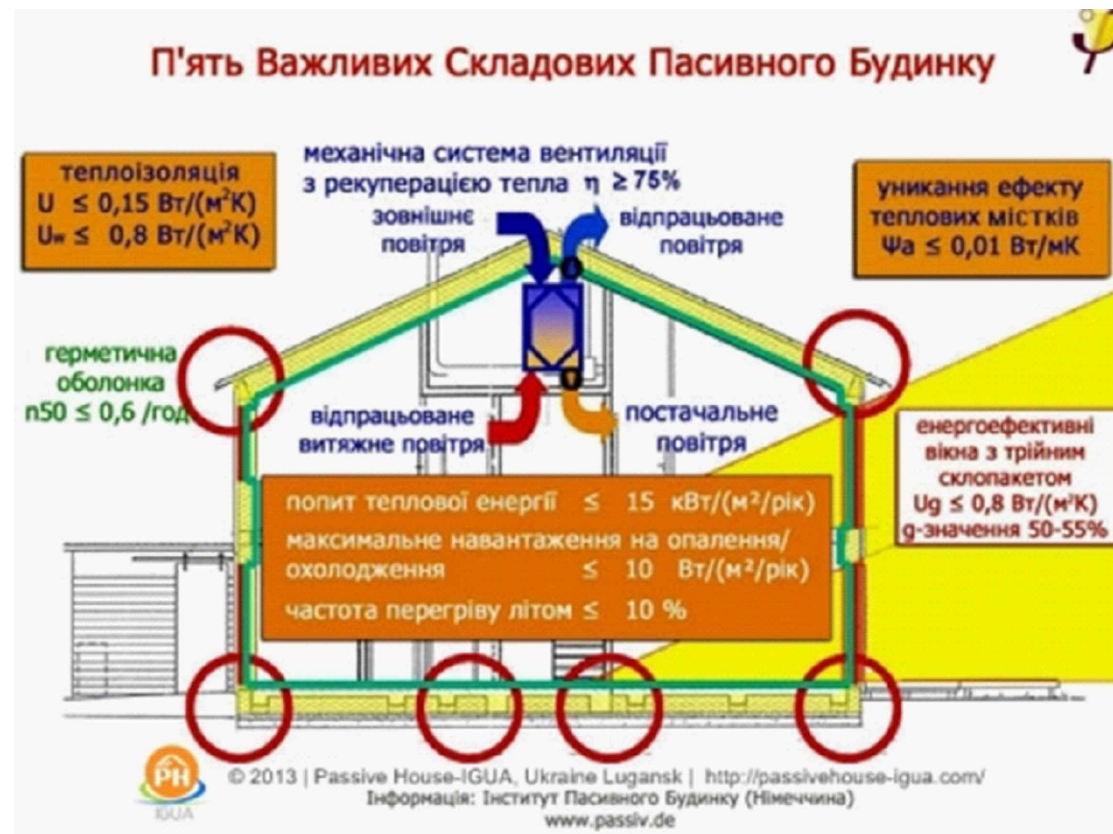 П'ять Важливих Складових Пасивного Будинку
теплоізоляція
U ≤ 0,15 Вт/(м²К)
Uw ≤ 0,8 Вт/(м²К)
механічна система вентиляції
з рекуперацією тепла η ≥ 75%
зовнішнє
повітря
відпрацьоване
повітря
уникання ефекту
теплових містків
Ψa ≤ 0,01 Вт/мК
герметична
оболонка
n50 ≤ 0,6 /год
відпрацьоване
витяжне повітря
постачальне
повітря
енергоефективні
вікна з трійним
склопакетом
Ug ≤ 0,8 Вт/(м²К)
g-значення 50-55%
попит теплової енергії ≤ 15 кВт/(м²/рік)
максимальне навантаження на опалення/
охолодження ≤ 10 Вт/(м²/рік)
частота перегріву літом ≤ 10 %
PH
IGUA
© 2013 | Passive House-IGUA, Ukraine Lugansk | http://passivehouse-igua.com/
Інформація: Інститут Пасивного Будинку (Німеччина)
www.passiv.de